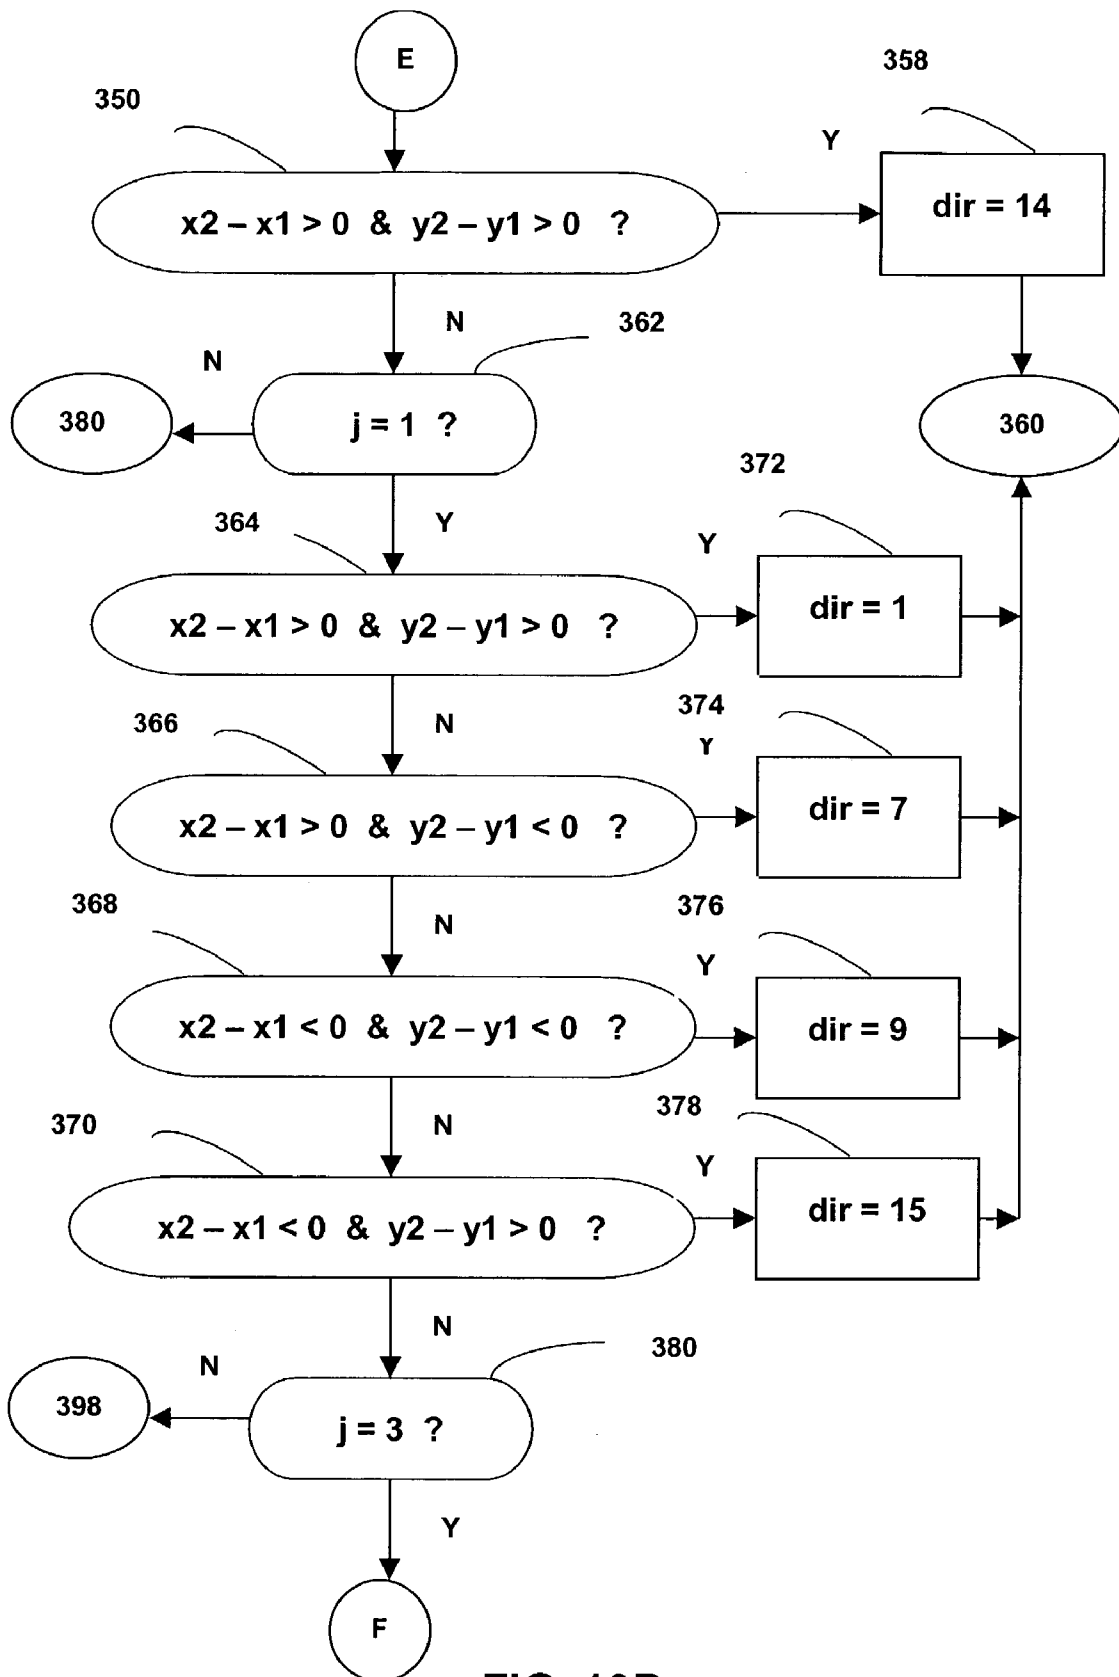 E
358
350
Y
x2 – x1 > 0 & y2 – y1 > 0 ?
dir = 14
N
362
N
380
j = 1 ?
360
372
364
Y
Y
x2 – x1 > 0 & y2 – y1 > 0 ?
dir = 1
374
366
N
Y
x2 – x1 > 0 & y2 – y1 < 0 ?
dir = 7
368
376
N
Y
x2 – x1 < 0 & y2 – y1 < 0 ?
dir = 9
378
370
N
Y
x2 – x1 < 0 & y2 – y1 > 0 ?
dir = 15
N
380
N
398
j = 3 ?
Y
F